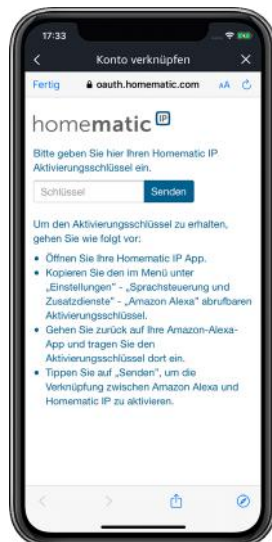 17:33
Konto verknüpfen
Fertig oauth.homematic.com AA
homematic IP
Bitte geben Sie hier Ihren Homematic IP
Aktivierungsschlüssel ein.
Schlüssel Senden
Um den Aktivierungsschlüssel zu erhalten,
gehen Sie wie folgt vor:
• Öffnen Sie Ihre Homematic IP App.
• Kopieren Sie den im Menü unter
„Einstellungen" - „Sprachsteuerung und
Zusatzdienste" - „Amazon Alexa" abrufbaren
Aktivierungsschlüssel.
• Gehen Sie zurück auf Ihre Amazon-Alexa-
App und tragen Sie den
Aktivierungsschlüssel dort ein.
• Tippen Sie auf „Senden", um die
Verknüpfung zwischen Amazon Alexa und
Homematic IP zu aktivieren.